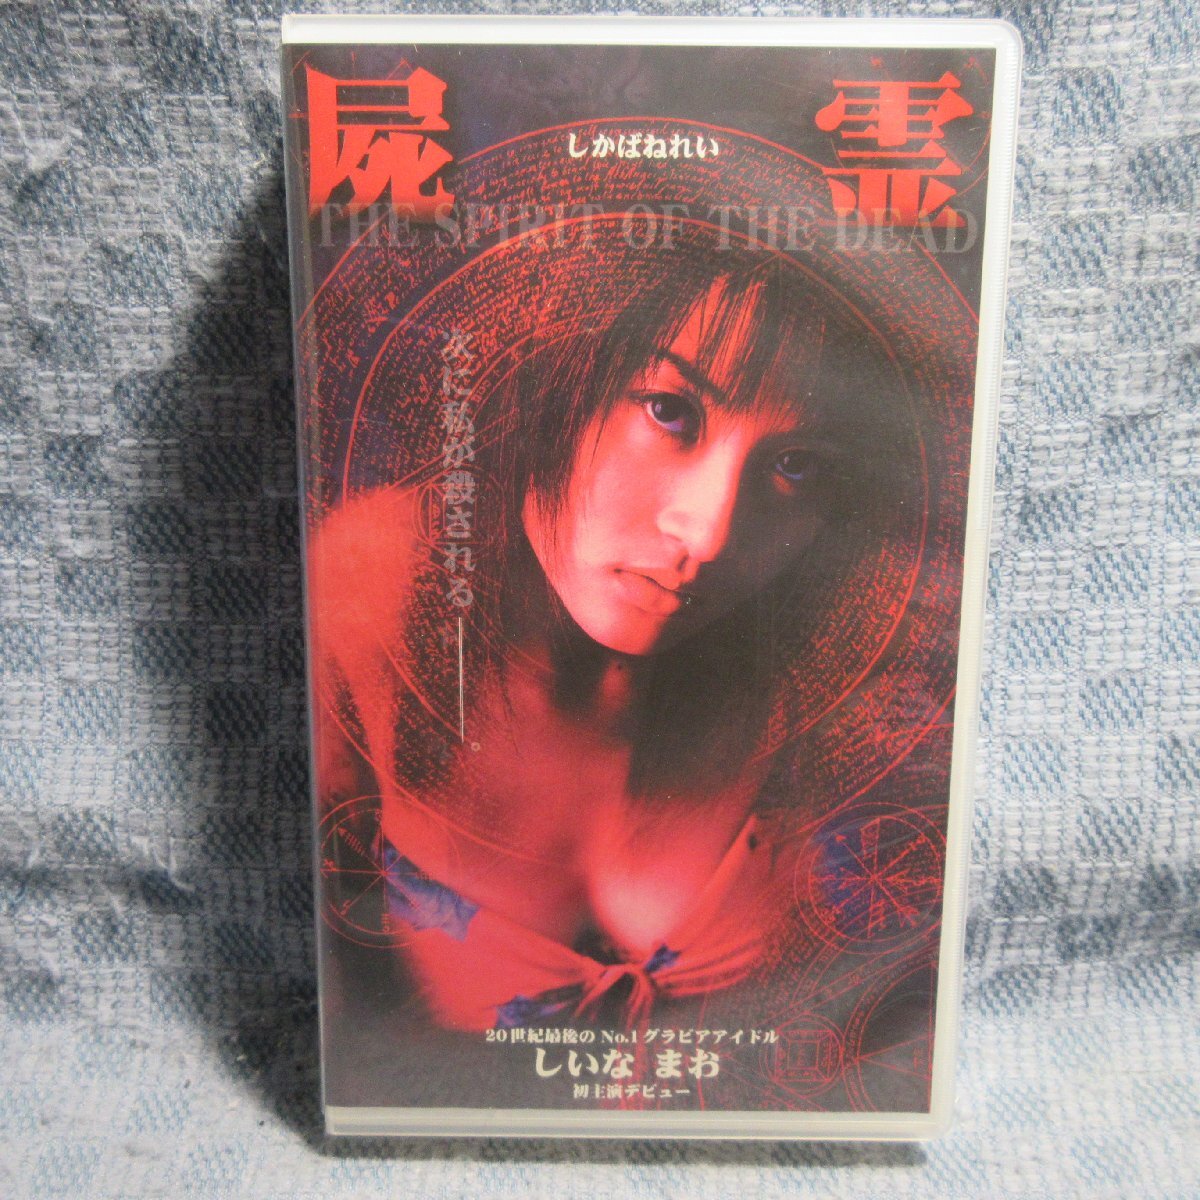 屍霊
しかばねれい
THE SPIRIT OF THE DEAD
次に私が殺される――。
20世紀最後のNo.1グラビアアイドル
しいな まお
初主演デビュー